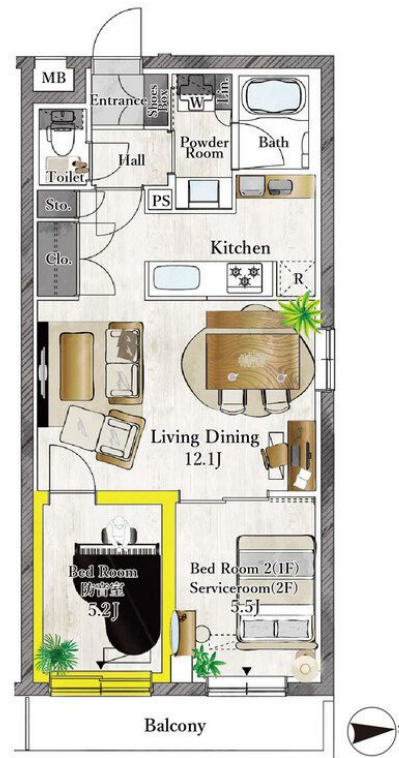 MB
Entrance
Shoes
Box
W
Lin.
Toilet
Hall
Powder
Room
Bath
Sto.
PS
Clo.
Kitchen
R
Living Dining
12.1J
Bed Room
防音室
5.2J
Bed Room 2(1F)
Serviceroom(2F)
5.5J
Balcony